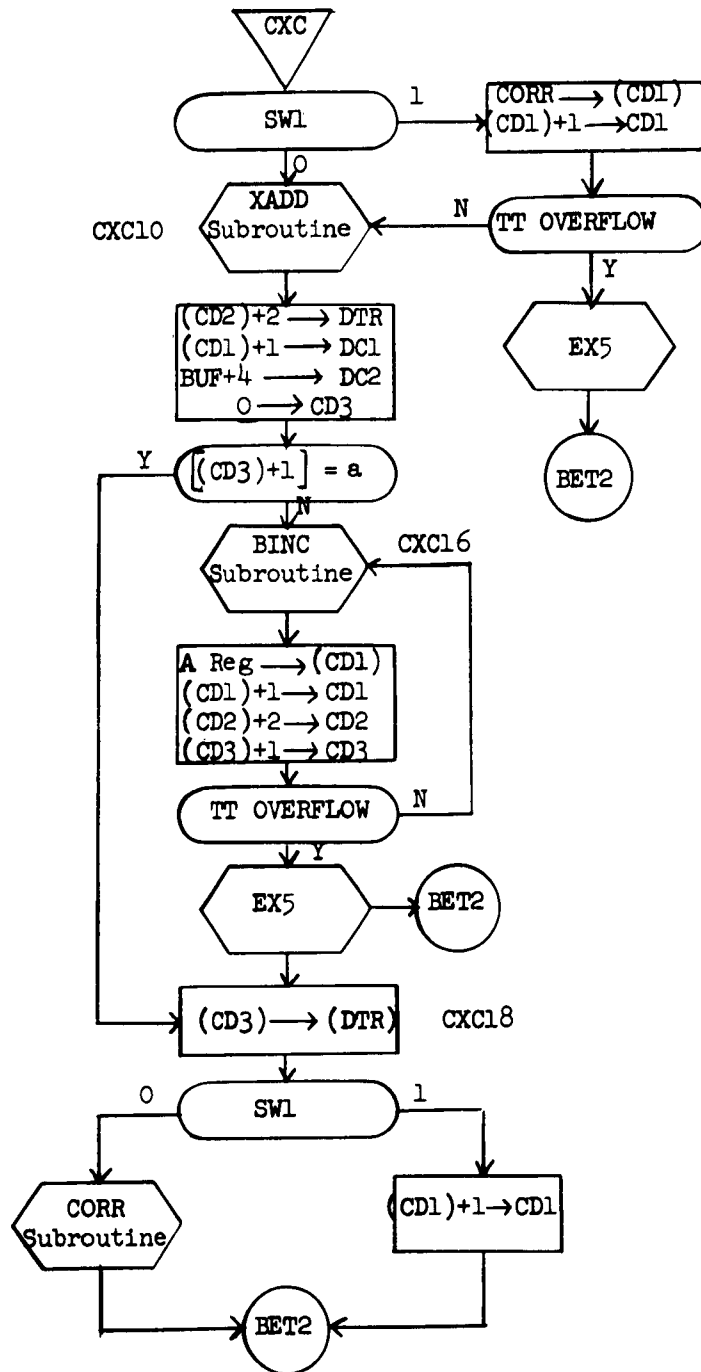 CXC
SW1
1
CORR → (CD1)
(CD1)+1 → CD1
0
XADD
Subroutine
CXC10
N
TT OVERFLOW
Y
EX5
BET2
(CD2)+2 → DTR
(CD1)+1 → DC1
BUF+4 → DC2
0 → CD3
Y
[(CD3)+1] = a
N
BINC
Subroutine
CXC16
A Reg → (CD1)
(CD1)+1 → CD1
(CD2)+2 → CD2
(CD3)+1 → CD3
TT OVERFLOW
N
Y
EX5
BET2
(CD3) → (DTR)
CXC18
0
SW1
1
CORR
Subroutine
(CD1)+1→CD1
BET2